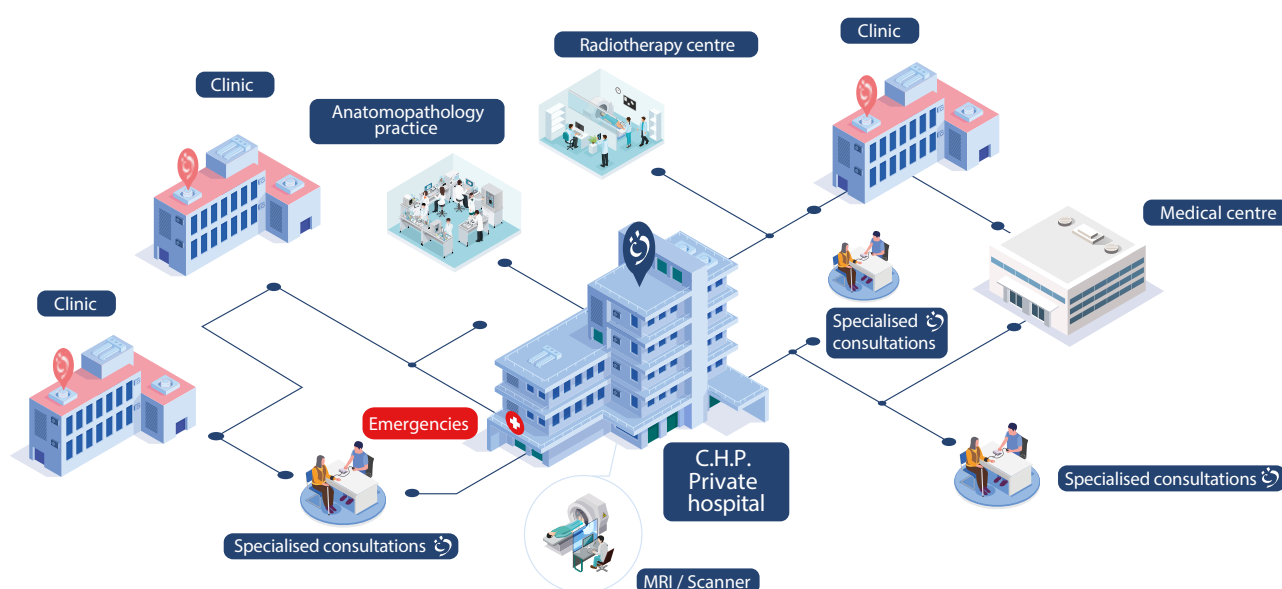 Radiotherapy centre
Clinic
Clinic
Anatomopathology
practice
Medical centre
Clinic
Specialised
consultations
Emergencies
C.H.P.
Private
hospital
Specialised consultations
Specialised consultations
MRI / Scanner